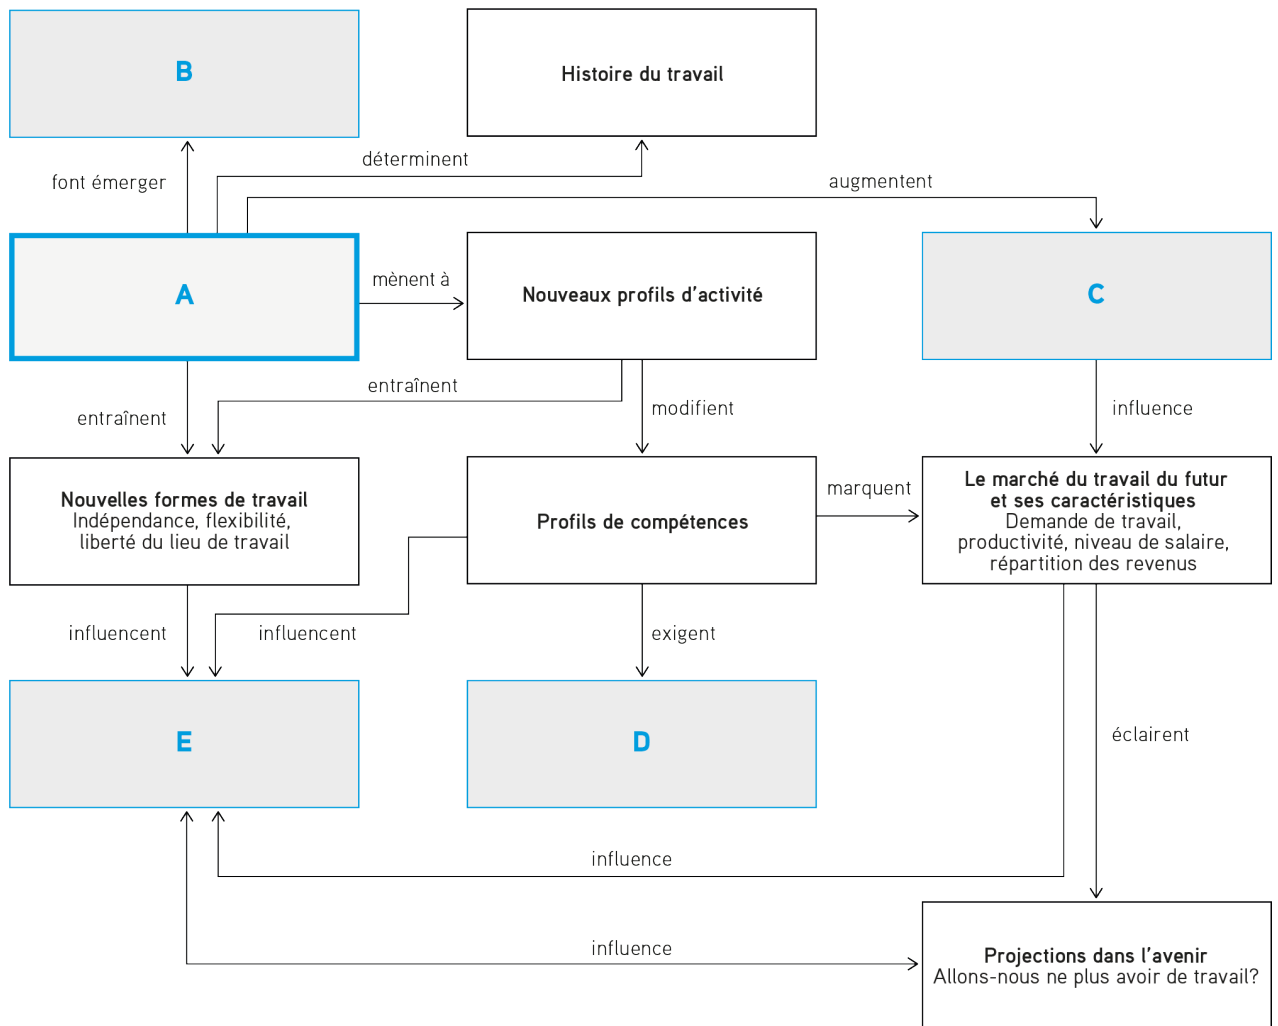 B
Histoire du travail
déterminent
font émerger
augmentent
A
mènent à
Nouveaux profils d'activité
C
entraînent
entraînent
modifient
influence
Nouvelles formes de travail
Indépendance, flexibilité,
liberté du lieu de travail
Profils de compétences
marquent
Le marché du travail du futur
et ses caractéristiques
Demande de travail,
productivité, niveau de salaire,
répartition des revenus
influencent
influencent
exigent
E
D
éclairent
influence
influence
Projections dans l'avenir
Allons-nous ne plus avoir de travail?